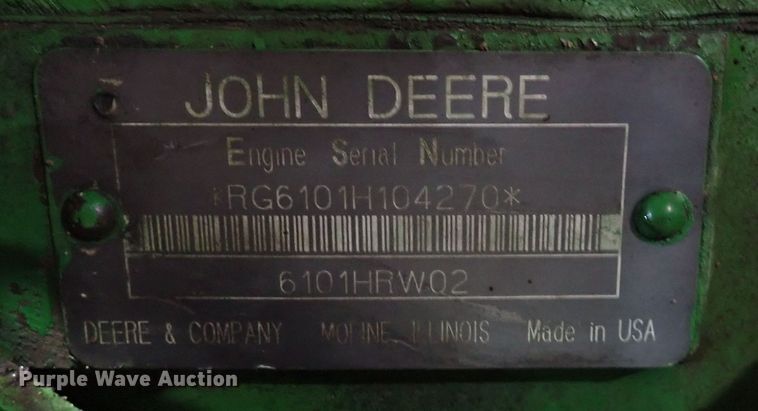 JOHN DEERE
Engine Serial Number
*RG6101H104270*
6101HRW02
DEERE & COMPANY MOLINE, ILLINOIS Made in USA
Purple Wave Auction